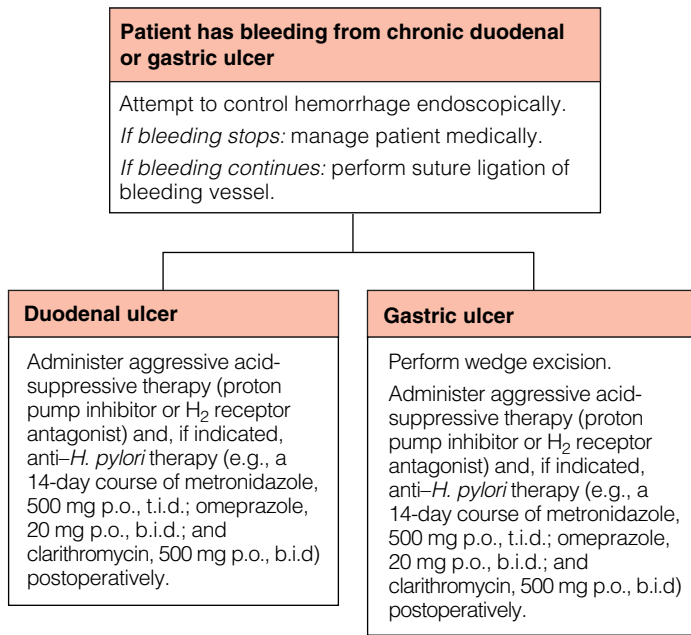 Patient has bleeding from chronic duodenal
or gastric ulcer
Attempt to control hemorrhage endoscopically.
If bleeding stops: manage patient medically.
If bleeding continues: perform suture ligation of
bleeding vessel.
Duodenal ulcer
Administer aggressive acid-
suppressive therapy (proton
pump inhibitor or H₂ receptor
antagonist) and, if indicated,
anti–H. pylori therapy (e.g., a
14-day course of metronidazole,
500 mg p.o., t.i.d.; omeprazole,
20 mg p.o., b.i.d.; and
clarithromycin, 500 mg p.o., b.i.d)
postoperatively.
Gastric ulcer
Perform wedge excision.
Administer aggressive acid-
suppressive therapy (proton
pump inhibitor or H₂ receptor
antagonist) and, if indicated,
anti–H. pylori therapy (e.g., a
14-day course of metronidazole,
500 mg p.o., t.i.d.; omeprazole,
20 mg p.o., b.i.d.; and
clarithromycin, 500 mg p.o., b.i.d)
postoperatively.